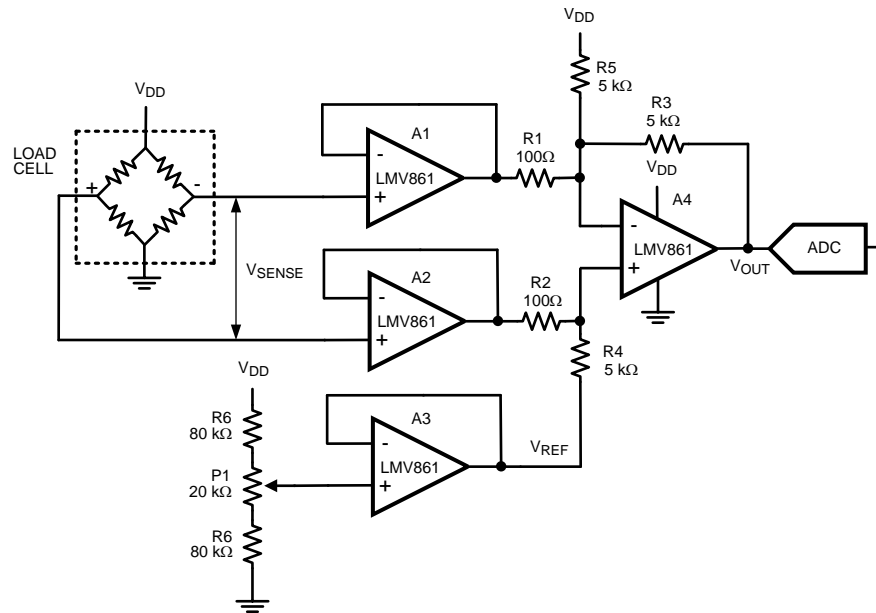 VDD
R5
5 kΩ
VDD
R3
5 kΩ
A1
LOAD
CELL
R1
100Ω
VDD
-
LMV861
+
+
-
A4
-
LMV861
+
ADC
VSENSE
A2
R2
100Ω
VOUT
-
LMV861
+
R4
5 kΩ
VDD
R6
80 kΩ
A3
VREF
-
LMV861
+
P1
20 kΩ
R6
80 kΩ